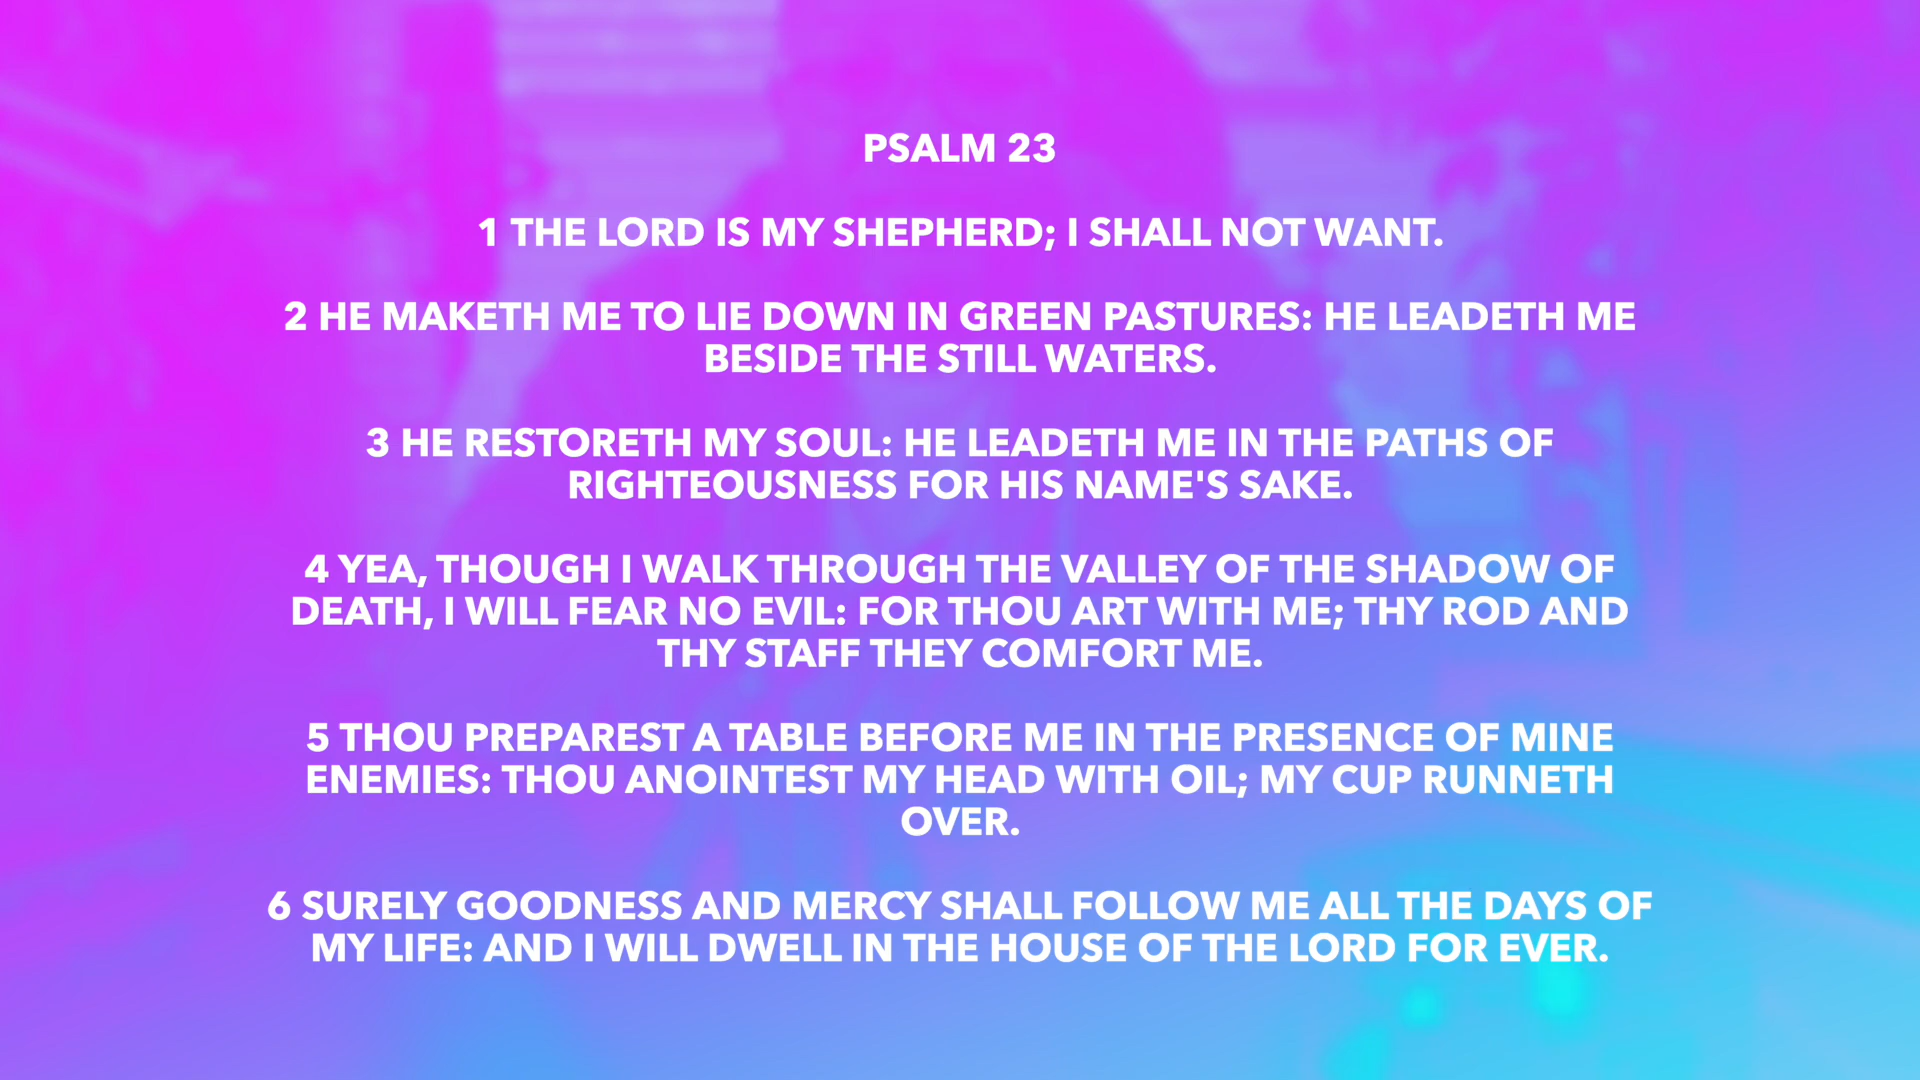 PSALM 23
1 THE LORD IS MY SHEPHERD; I SHALL NOT WANT.
2 HE MAKETH ME TO LIE DOWN IN GREEN PASTURES: HE LEADETH ME
BESIDE THE STILL WATERS.
3 HE RESTORETH MY SOUL: HE LEADETH ME IN THE PATHS OF
RIGHTEOUSNESS FOR HIS NAME'S SAKE.
4 YEA, THOUGH I WALK THROUGH THE VALLEY OF THE SHADOW OF
DEATH, I WILL FEAR NO EVIL: FOR THOU ART WITH ME; THY ROD AND
THY STAFF THEY COMFORT ME.
5 THOU PREPAREST A TABLE BEFORE ME IN THE PRESENCE OF MINE
ENEMIES: THOU ANOINTEST MY HEAD WITH OIL; MY CUP RUNNETH
OVER.
6 SURELY GOODNESS AND MERCY SHALL FOLLOW ME ALL THE DAYS OF
MY LIFE: AND I WILL DWELL IN THE HOUSE OF THE LORD FOR EVER.